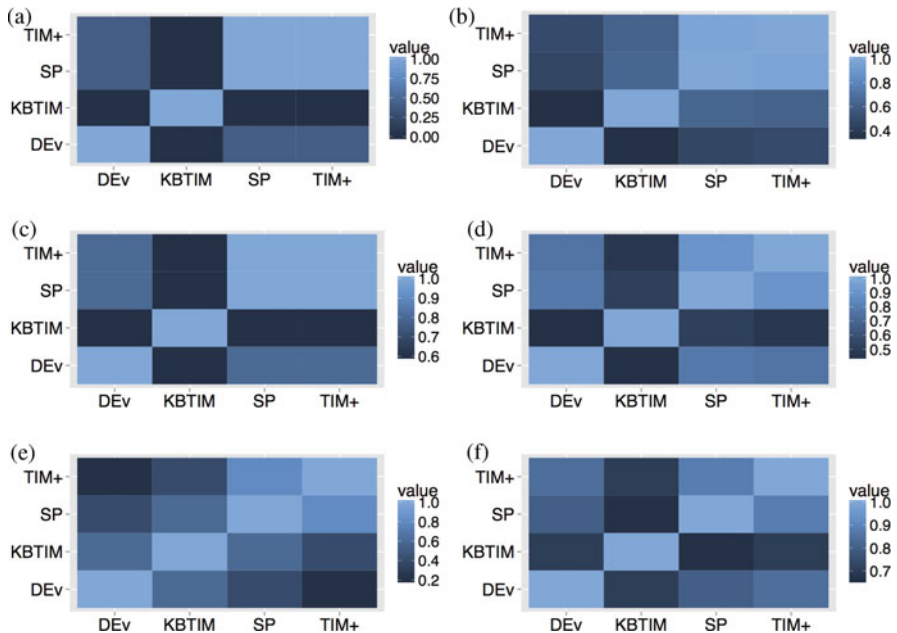 (a)
TIM+
SP
KBTIM
DEv
DEv KBTIM SP TIM+
value
1.00
0.75
0.50
0.25
0.00
(b)
TIM+
SP
KBTIM
DEv
DEv KBTIM SP TIM+
value
1.0
0.8
0.6
0.4
(c)
TIM+
SP
KBTIM
DEv
DEv KBTIM SP TIM+
value
1.0
0.9
0.8
0.7
0.6
(d)
TIM+
SP
KBTIM
DEv
DEv KBTIM SP TIM+
value
1.0
0.9
0.8
0.7
0.6
0.5
(e)
TIM+
SP
KBTIM
DEv
DEv KBTIM SP TIM+
value
1.0
0.8
0.6
0.4
0.2
(f)
TIM+
SP
KBTIM
DEv
DEv KBTIM SP TIM+
value
1.0
0.9
0.8
0.7